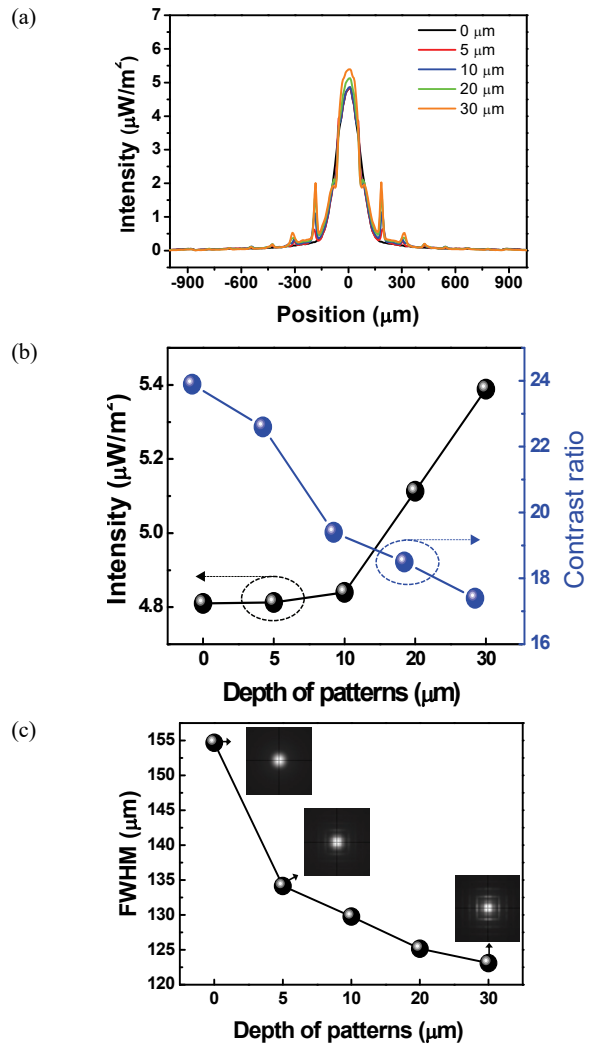 (a)
Intensity (μW/m²)
7
6
5
4
3
2
1
0
0 μm
5 μm
10 μm
20 μm
30 μm
-900 -600 -300 0 300 600 900
Position (μm)
(b)
Intensity (μW/m²)
5.4
5.2
5.0
4.8
24
22
20
18
16
Contrast ratio
0 5 10 20 30
Depth of patterns (μm)
(c)
FWHM (μm)
155
150
145
140
135
130
125
120
0 5 10 20 30
Depth of patterns (μm)